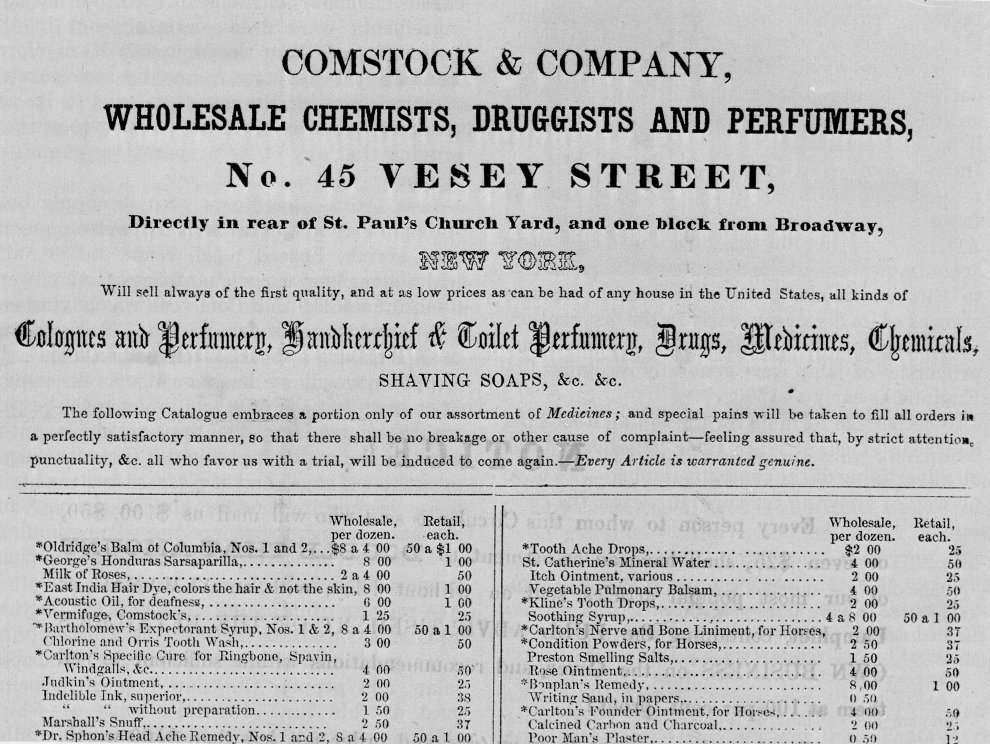 COMSTOCK & COMPANY,
WHOLESALE CHEMISTS, DRUGGISTS AND PERFUMERS,
No. 45 VESEY STREET,
Directly in rear of St. Paul's Church Yard, and one block from Broadway,
NEW YORK,
Will sell always of the first quality, and at as low prices as can be had of any house in the United States, all kinds of
Colognes and Perfumery, Handkerchief & Toilet Perfumery, Drugs, Medicines, Chemicals,
SHAVING SOAPS, &c. &c.
The following Catalogue embraces a portion only of our assortment of Medicines; and special pains will be taken to fill all orders in
a perfectly satisfactory manner, so that there shall be no breakage or other cause of complaint—feeling assured that, by strict attention,
punctuality, &c. all who favor us with a trial, will be induced to come again.—Every Article is warranted genuine.
Wholesale, Retail,
per dozen. each.
*Oldridge's Balm of Columbia, Nos. 1 and 2,...$8 a 4 00 50 a $1 00
*George's Honduras Sarsaparilla, 8 00 1 00
Milk of Roses, 2 a 4 00 50
*East India Hair Dye, colors the hair & not the skin, 8 00 1 00
*Acoustic Oil, for deafness, 6 00 1 00
*Vermifuge, Comstock's, 1 25 25
*Bartholomew's Expectorant Syrup, Nos. 1 & 2, 8 a 4 00 50 a 1 00
Chlorine and Orris Tooth Wash, 3 00 50
*Carlton's Specific Cure for Ringbone, Spavin,
Windgalls, &c. 4 00 50
Judkin's Ointment, 2 00 25
Indelible Ink, superior 2 00 38
" " without preparation 1 50 25
Marshall's Snuff, 2 50 37
*Dr. Sphon's Head Ache Remedy, Nos. 1 and 2, 8 a 4 00 50 a 1 00
Wholesale, Retail,
per dozen. each.
*Tooth Ache Drops, $2 00 25
St. Catherine's Mineral Water 4 00 50
Itch Ointment, various 2 00 25
Vegetable Pulmonary Balsam, 4 00 50
*Kline's Tooth Drops, 2 00 25
Soothing Syrup, 4 a 8 00 50 a 1 00
*Carlton's Nerve and Bone Liniment, for Horses, 2 00 37
*Condition Powders, for Horses, 2 50 37
Preston Smelling Salts, 1 50 25
Rose Ointment, 4 00 50
*Bonplan's Remedy, 8 00 1 00
Writing Sand, in papers 0 50
*Carlton's Founder Ointment, for Horses, 4 00 50
Calcined Carbon and Charcoal, 2 00 25
Poor Man's Plaster, 0 50 12